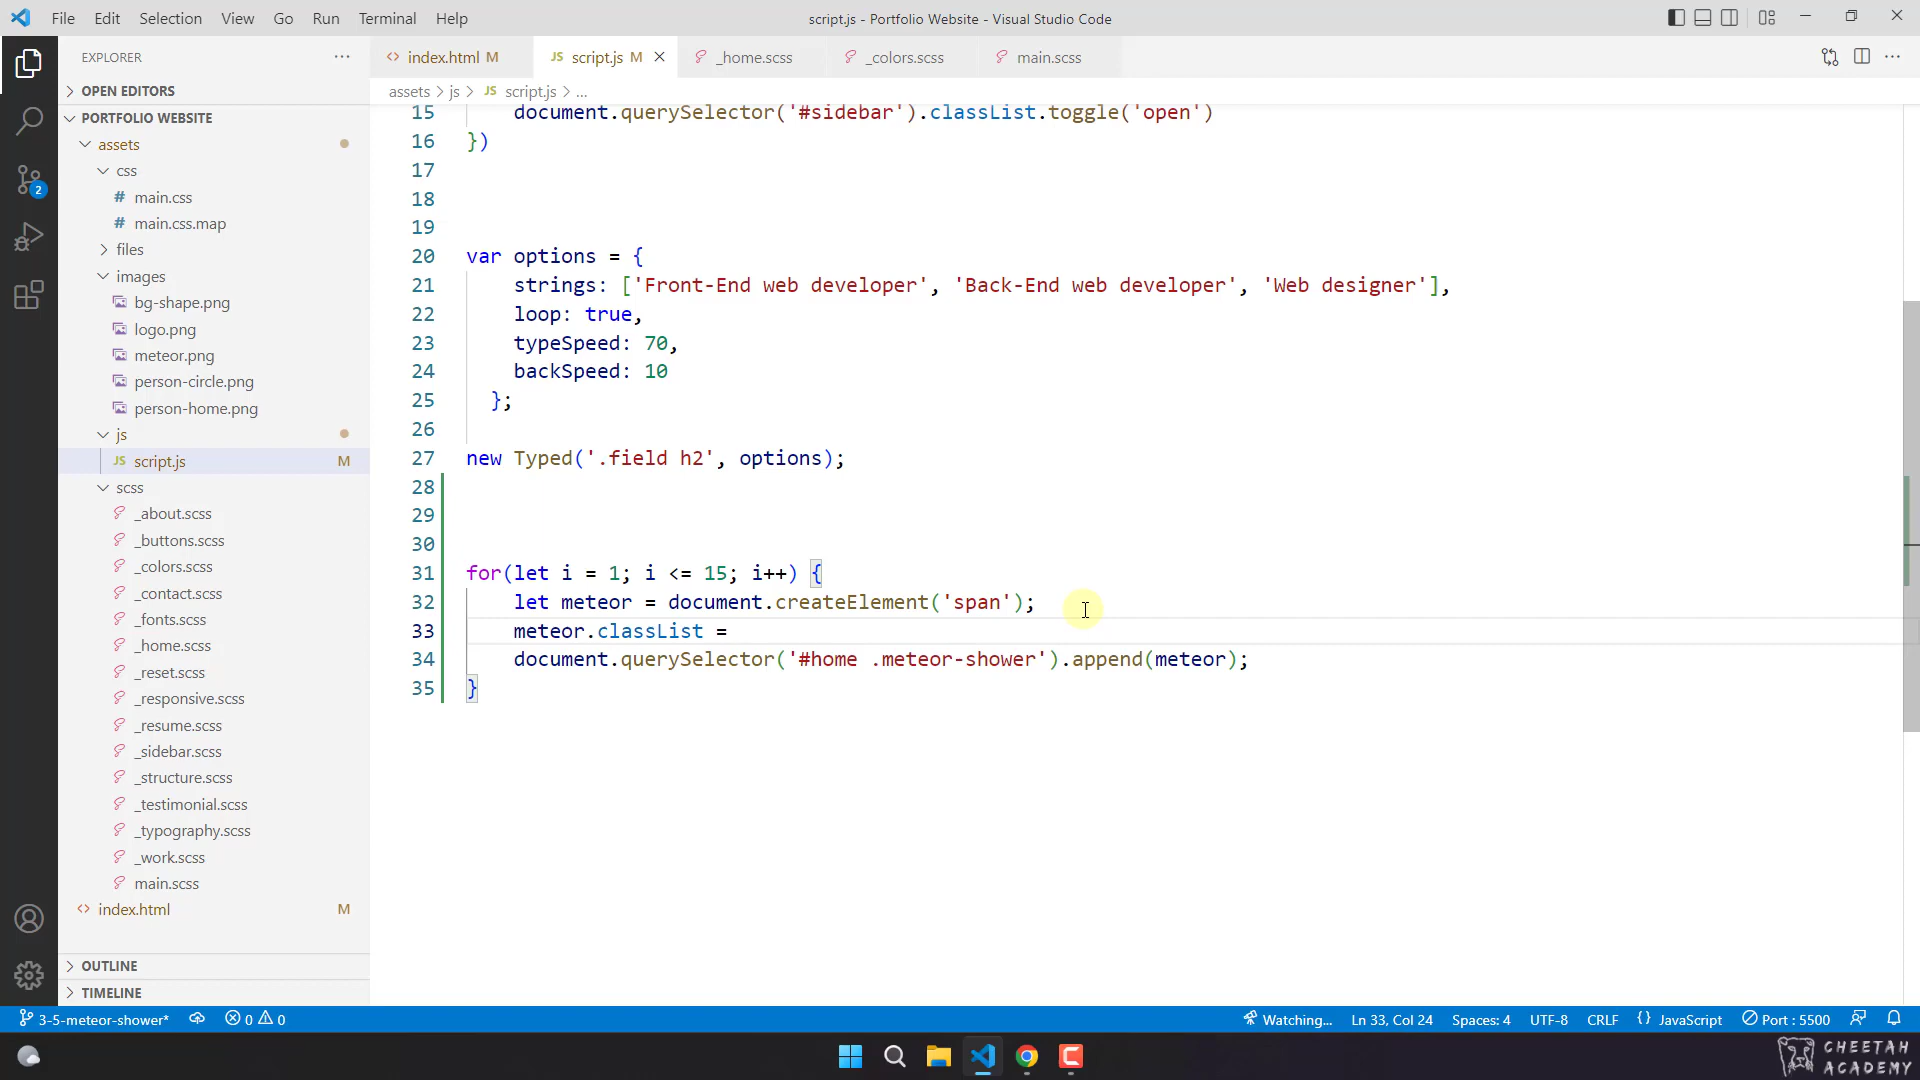 File Edit Selection View Go Run Terminal Help
script.js - Portfolio Website - Visual Studio Code
EXPLORER
index.html M
JS script.js M
_home.scss
_colors.scss
main.scss
OPEN EDITORS
assets > js > JS script.js > ...
PORTFOLIO WEBSITE
assets
css
# main.css
# main.css.map
files
images
bg-shape.png
logo.png
meteor.png
person-circle.png
person-home.png
js
JS script.js M
scss
_about.scss
_buttons.scss
_colors.scss
_contact.scss
_fonts.scss
_home.scss
_reset.scss
_responsive.scss
_resume.scss
_sidebar.scss
_structure.scss
_testimonial.scss
_typography.scss
_work.scss
main.scss
<> index.html M
OUTLINE
TIMELINE
2
15 document.querySelector('#sidebar').classList.toggle('open')
16 })
17
18
19
20 var options = {
21 strings: ['Front-End web developer', 'Back-End web developer', 'Web designer'],
22 loop: true,
23 typeSpeed: 70,
24 backSpeed: 10
25 };
26
27 new Typed('.field h2', options);
28
29
30
31 for(let i = 1; i <= 15; i++) {
32 let meteor = document.createElement('span');
33 meteor.classList =
34 document.querySelector('#home .meteor-shower').append(meteor);
35 }
3-5-meteor-shower* 0 0
Watching... Ln 33, Col 24 Spaces: 4 UTF-8 CRLF {} JavaScript Port : 5500
CHEETAH
ACADEMY